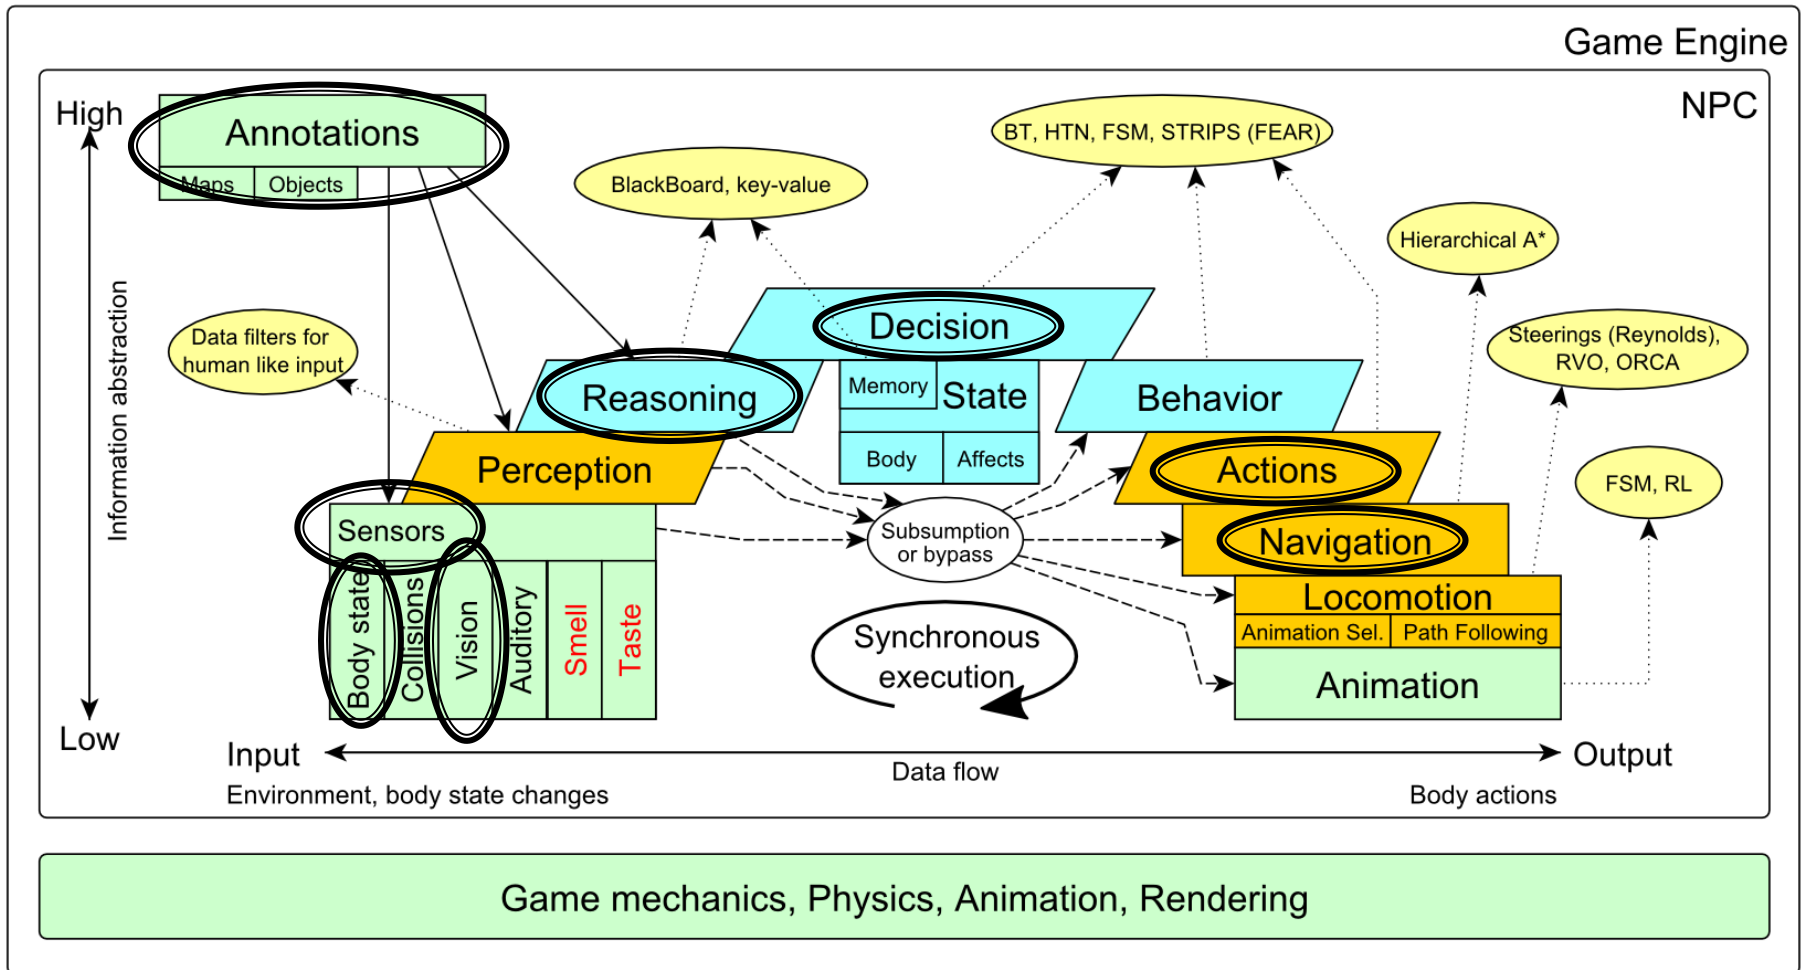 Game Engine
NPC
High
Annotations
Maps
Objects
BlackBoard, key-value
BT, HTN, FSM, STRIPS (FEAR)
Hierarchical A*
Information abstraction
Data filters for
human like input
Decision
Steerings (Reynolds),
RVO, ORCA
Reasoning
Memory
State
Behavior
Perception
Body
Affects
Actions
FSM, RL
Sensors
Subsumption
or bypass
Navigation
Body state
Collisions
Vision
Auditory
Smell
Taste
Locomotion
Animation Sel.
Path Following
Synchronous
execution
Animation
Low
Input
Data flow
Output
Environment, body state changes
Body actions
Game mechanics, Physics, Animation, Rendering